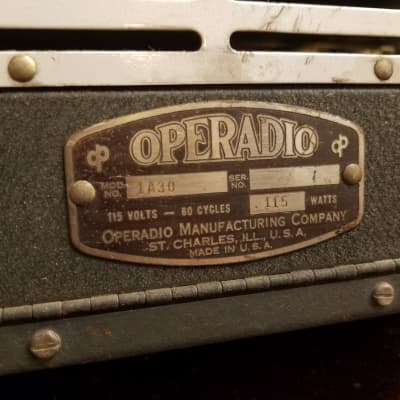 OPERADIO
MOD. NO. 1A30 SER. NO.
115 VOLTS — 60 CYCLES 115 WATTS
OPERADIO MANUFACTURING COMPANY
ST. CHARLES, ILL., U.S.A.
MADE IN U.S.A.